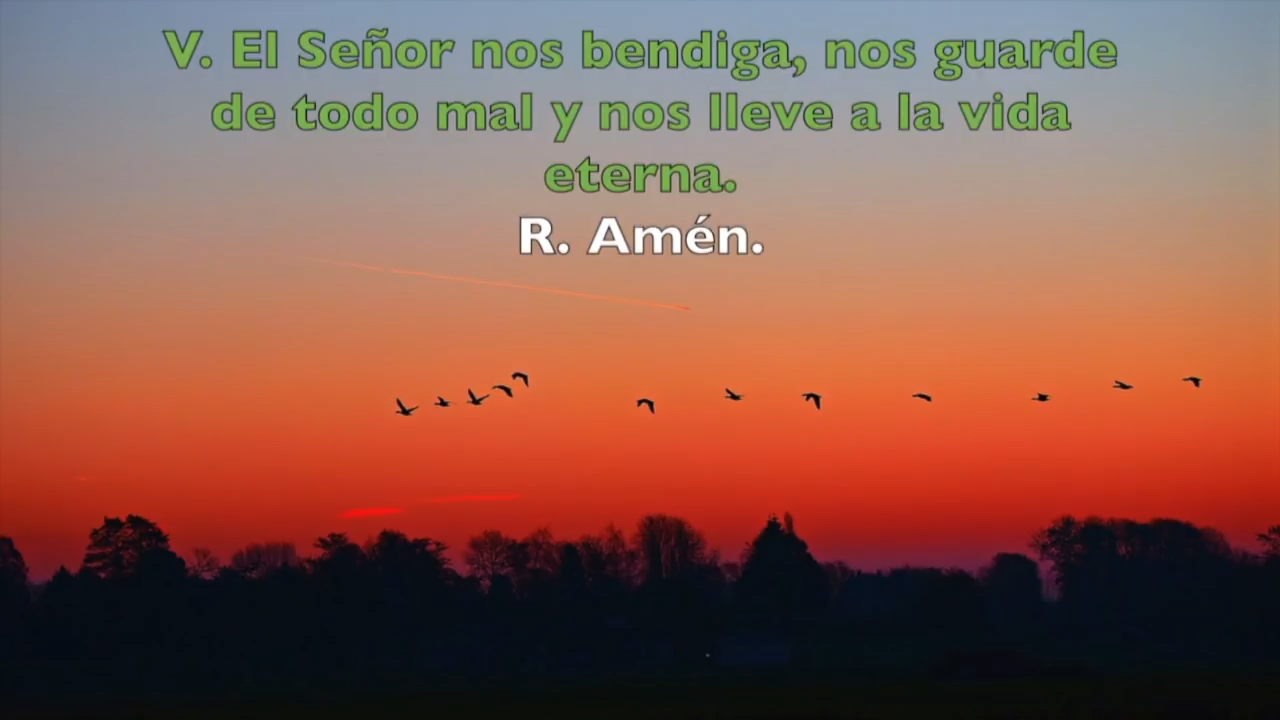 V. El Señor nos bendiga, nos guarde
de todo mal y nos lleve a la vida
eterna.
R. Amén.